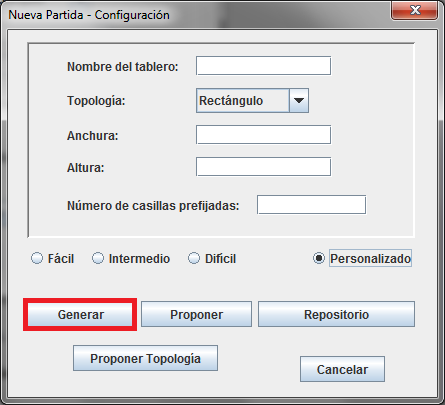 Nueva Partida - Configuración
Nombre del tablero:
Topología: Rectángulo
Anchura:
Altura:
Número de casillas prefijadas:
Fácil Intermedio Difícil Personalizado
Generar Proponer Repositorio
Proponer Topología
Cancelar